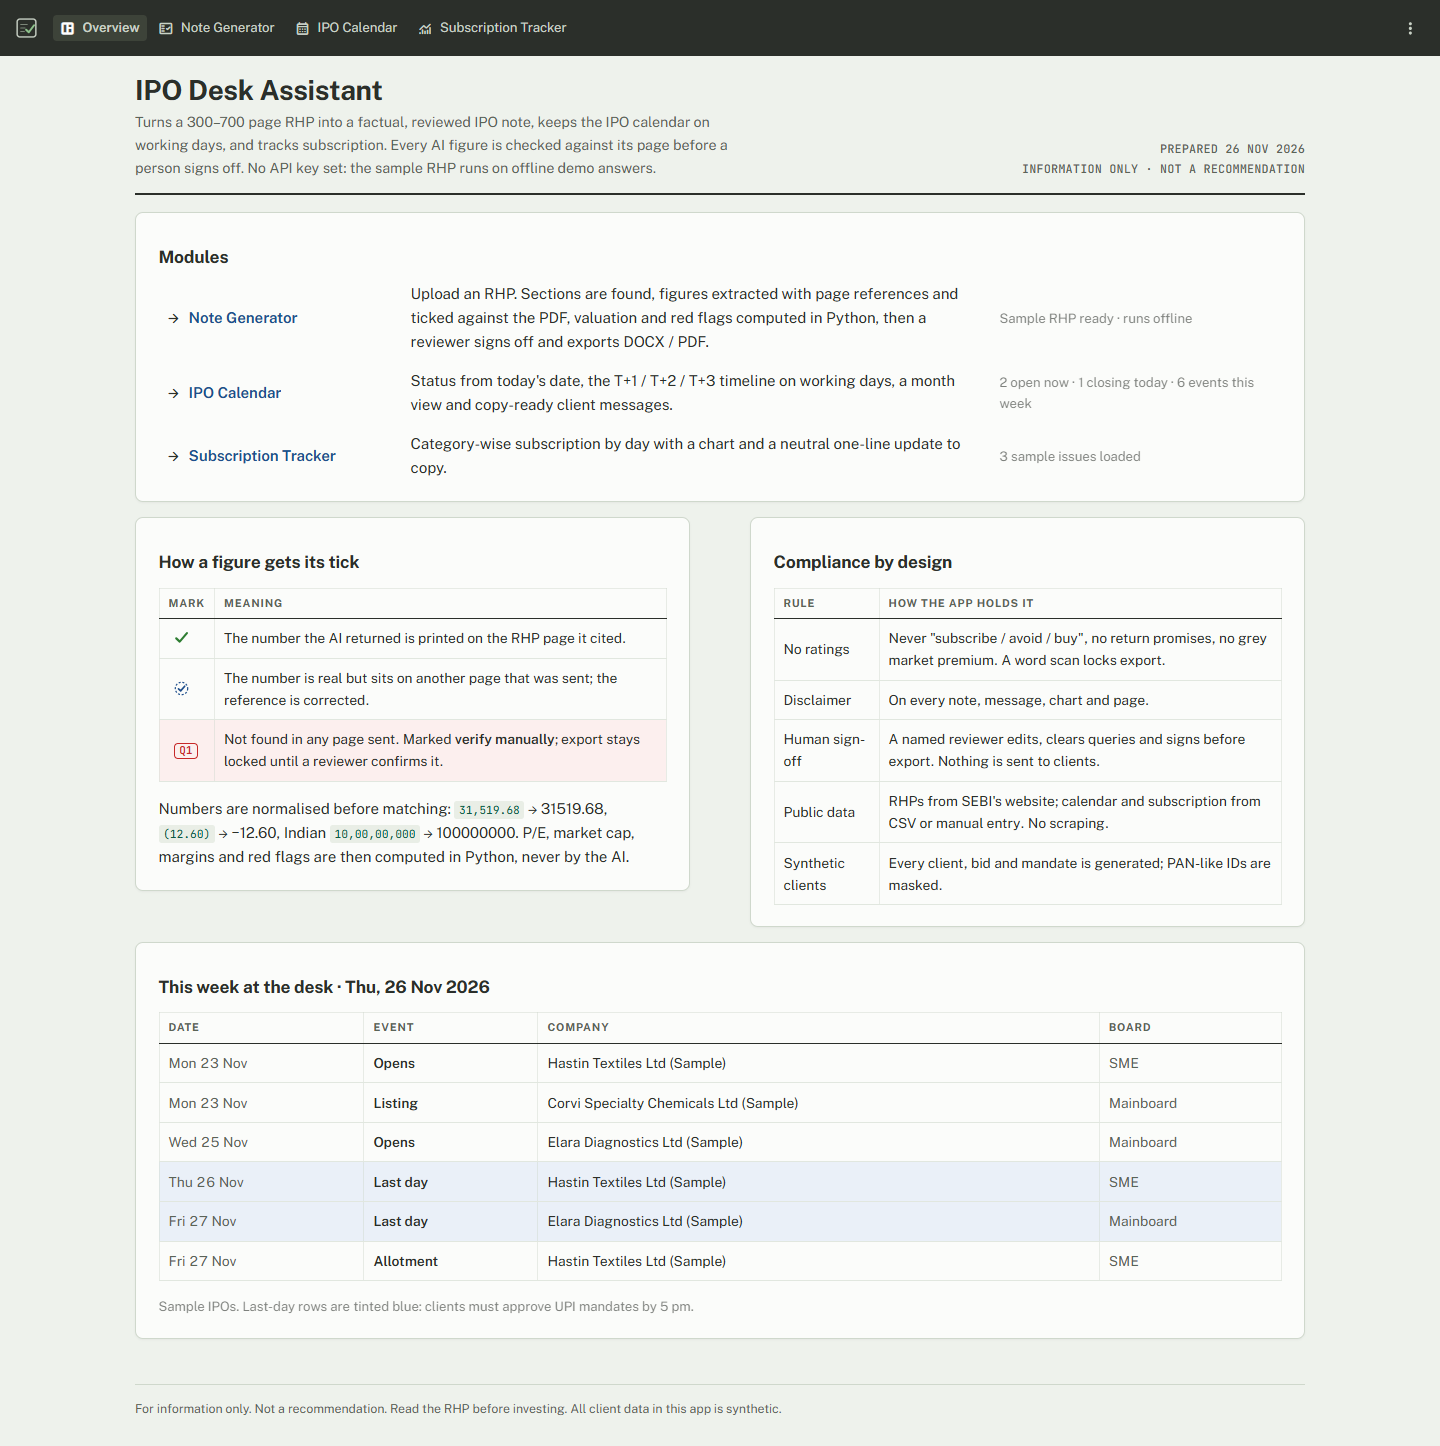 Overview
Note Generator
IPO Calendar
Subscription Tracker
IPO Desk Assistant
Turns a 300–700 page RHP into a factual, reviewed IPO note, keeps the IPO calendar on
working days, and tracks subscription. Every AI figure is checked against its page before a
person signs off. No API key set: the sample RHP runs on offline demo answers.
PREPARED 26 NOV 2026
INFORMATION ONLY · NOT A RECOMMENDATION
Modules
→ Note Generator
Upload an RHP. Sections are found, figures extracted with page references and
ticked against the PDF, valuation and red flags computed in Python, then a
reviewer signs off and exports DOCX / PDF.
Sample RHP ready · runs offline
→ IPO Calendar
Status from today's date, the T+1 / T+2 / T+3 timeline on working days, a month
view and copy-ready client messages.
2 open now · 1 closing today · 6 events this
week
→ Subscription Tracker
Category-wise subscription by day with a chart and a neutral one-line update to
copy.
3 sample issues loaded
How a figure gets its tick
MARK MEANING
The number the AI returned is printed on the RHP page it cited.
The number is real but sits on another page that was sent; the
reference is corrected.
Q1
Not found in any page sent. Marked verify manually; export stays
locked until a reviewer confirms it.
Numbers are normalised before matching: 31,519.68 → 31519.68,
(12.60) → −12.60, Indian 10,00,00,000 → 100000000. P/E, market cap,
margins and red flags are then computed in Python, never by the AI.
Compliance by design
RULE HOW THE APP HOLDS IT
No ratings
Never "subscribe / avoid / buy", no return promises, no grey
market premium. A word scan locks export.
Disclaimer
On every note, message, chart and page.
Human sign-
off
A named reviewer edits, clears queries and signs before
export. Nothing is sent to clients.
Public data
RHPs from SEBI's website; calendar and subscription from
CSV or manual entry. No scraping.
Synthetic
clients
Every client, bid and mandate is generated; PAN-like IDs are
masked.
This week at the desk · Thu, 26 Nov 2026
DATE EVENT COMPANY BOARD
Mon 23 Nov Opens Hastin Textiles Ltd (Sample) SME
Mon 23 Nov Listing Corvi Specialty Chemicals Ltd (Sample) Mainboard
Wed 25 Nov Opens Elara Diagnostics Ltd (Sample) Mainboard
Thu 26 Nov Last day Hastin Textiles Ltd (Sample) SME
Fri 27 Nov Last day Elara Diagnostics Ltd (Sample) Mainboard
Fri 27 Nov Allotment Hastin Textiles Ltd (Sample) SME
Sample IPOs. Last-day rows are tinted blue: clients must approve UPI mandates by 5 pm.
For information only. Not a recommendation. Read the RHP before investing. All client data in this app is synthetic.